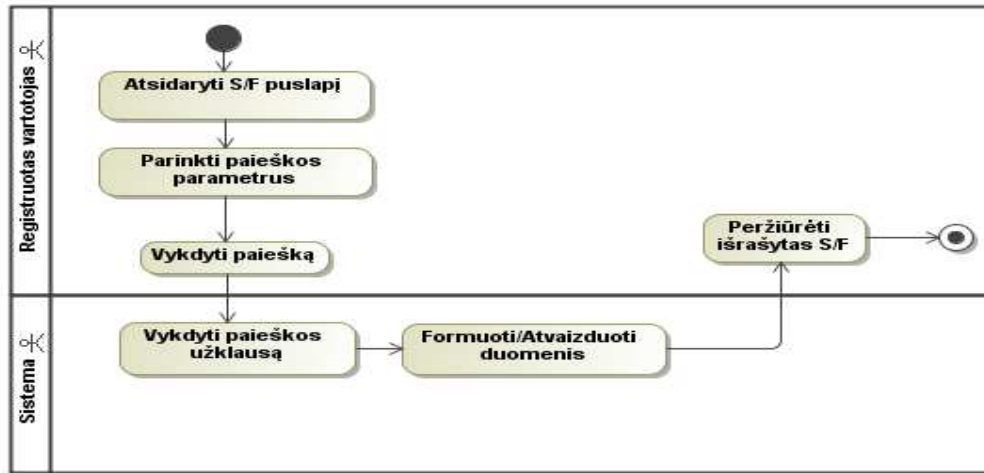 Registruotas vartotojas
Atsidaryti S/F puslapį
Parinkti paieškos
parametrus
Vykdyti paiešką
Peržiūrėti
išrašytas S/F
Sistema
Vykdyti paieškos
užklausą
Formuoti/Atvaizduoti
duomenis